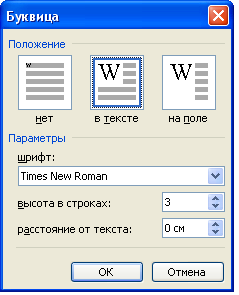 Буквица
Положение
W W W
нет в тексте на поле
Параметры
шрифт:
Times New Roman
высота в строках: 3
расстояние от текста: 0 см
ОК Отмена